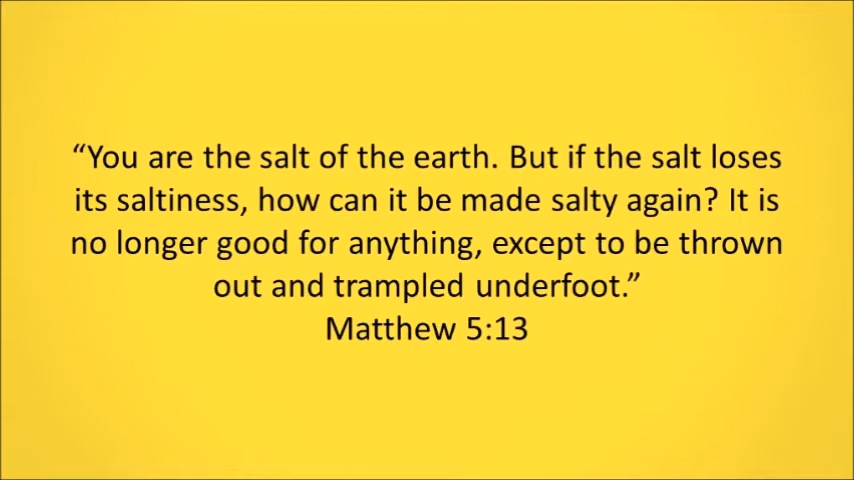 “You are the salt of the earth. But if the salt loses
its saltiness, how can it be made salty again? It is
no longer good for anything, except to be thrown
out and trampled underfoot.”
Matthew 5:13